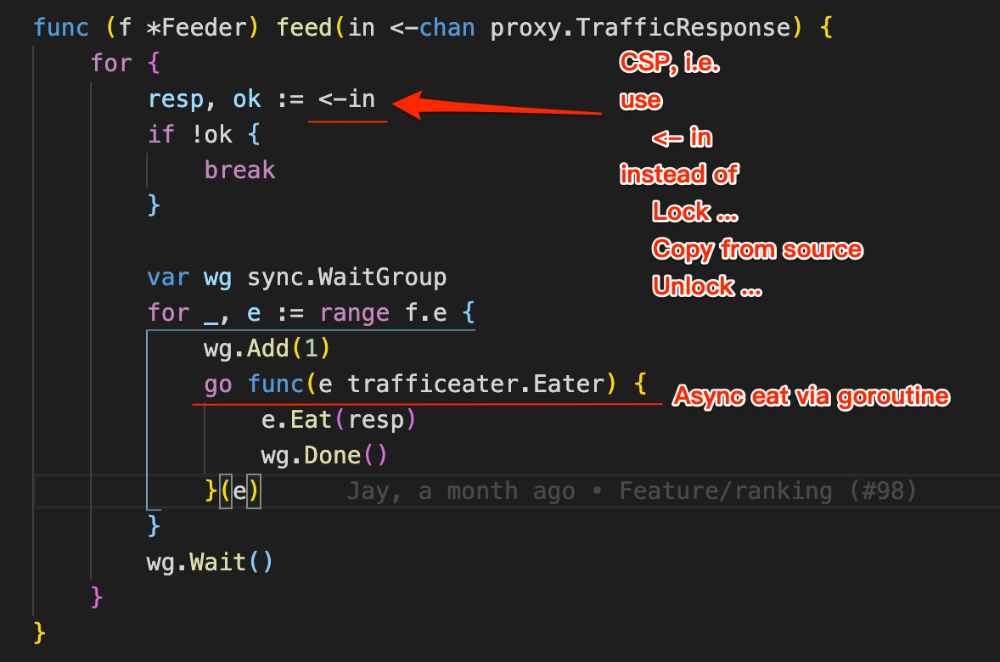 func (f *Feeder) feed(in <-chan proxy.TrafficResponse) {
for {
CSP, i.e.
resp, ok := <-in
use
if !ok {
<- in
break
instead of
}
Lock ...
Copy from source
var wg sync.WaitGroup
Unlock ...
for _, e := range f.e {
wg.Add(1)
go func(e trafficeater.Eater) {
Async eat via goroutine
e.Eat(resp)
wg.Done()
}(e)
Jay, a month ago • Feature/ranking (#98)
}
wg.Wait()
}
}